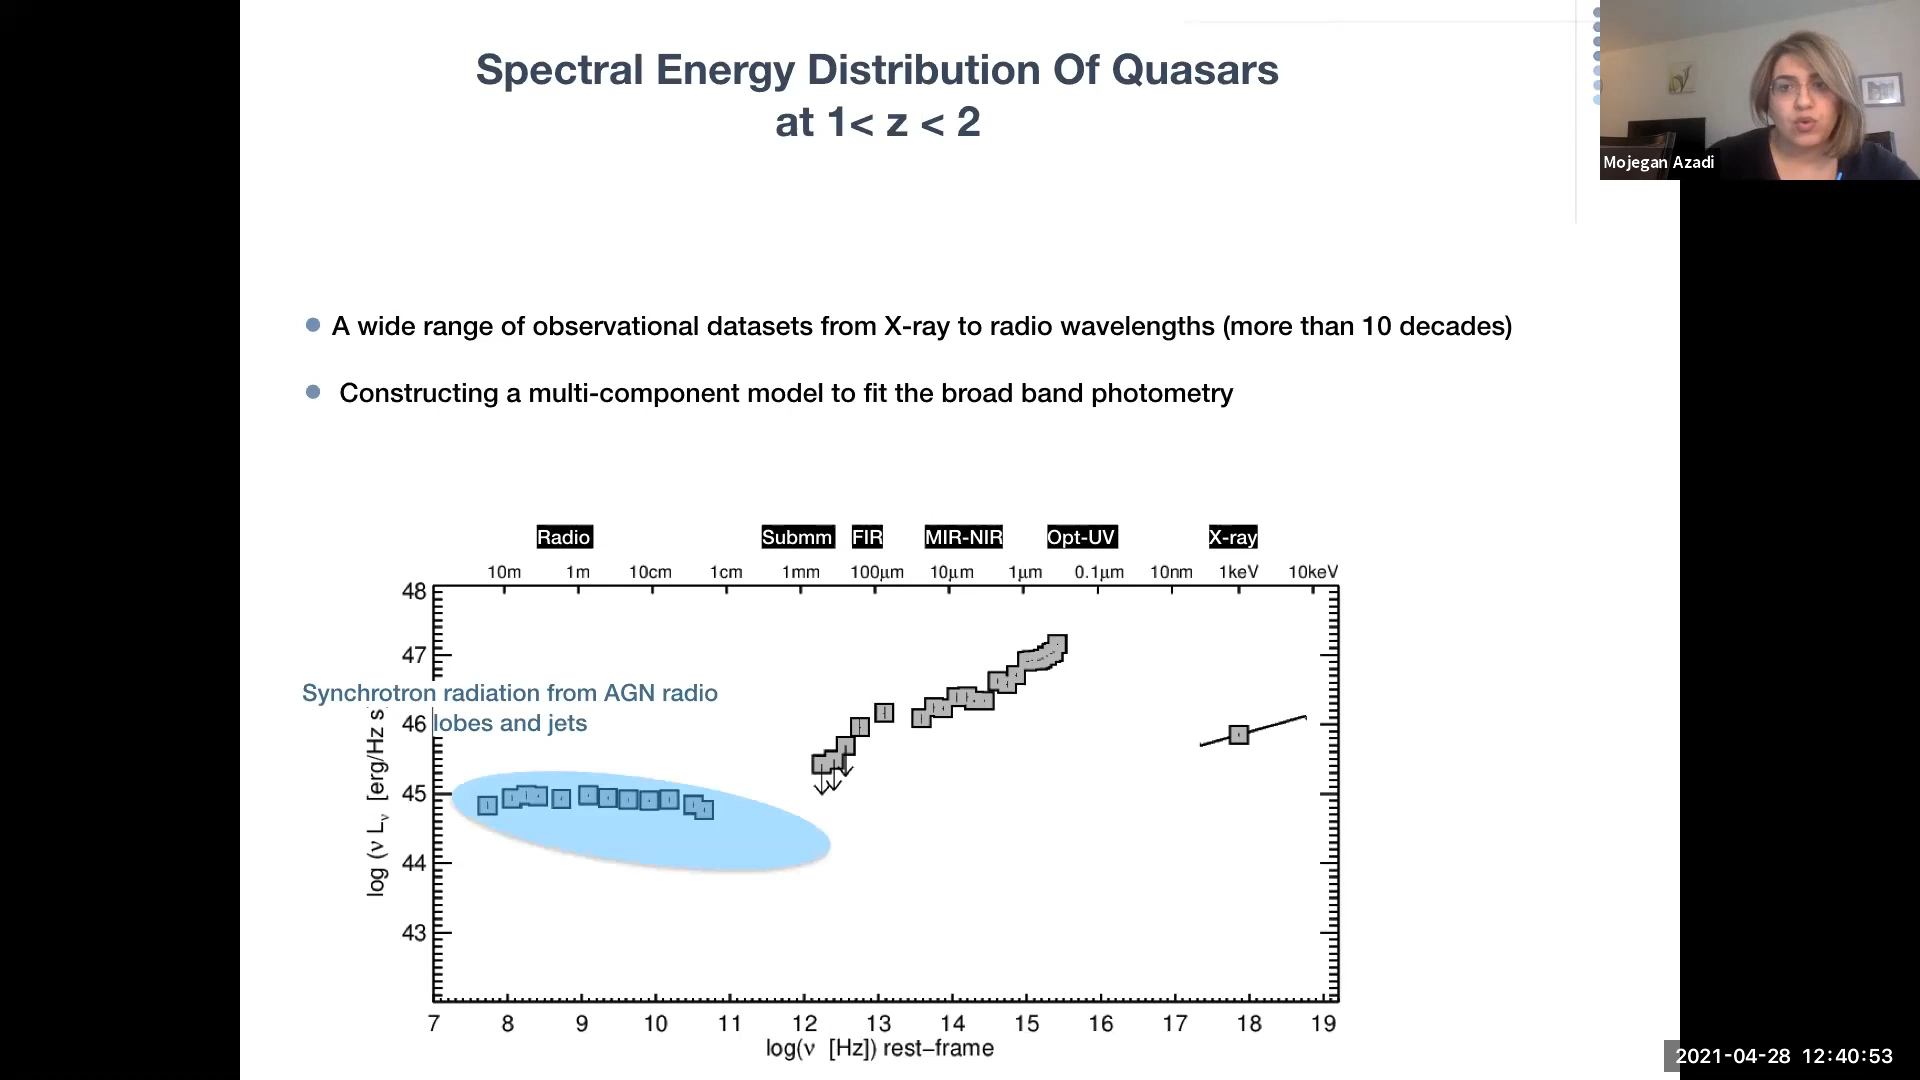 Spectral Energy Distribution Of Quasars
at 1< z < 2
Mojegan Azadi
A wide range of observational datasets from X-ray to radio wavelengths (more than 10 decades)
Constructing a multi-component model to fit the broad band photometry
Radio Submm FIR MIR-NIR Opt-UV X-ray
10m 1m 10cm 1cm 1mm 100μm 10μm 1μm 0.1μm 10nm 1keV 10keV
48
47
Synchrotron radiation from AGN radio
lobes and jets
46
45
44
43
log (ν Lν [erg/Hz s
7 8 9 10 11 12 13 14 15 16 17 18 19
log(ν [Hz]) rest–frame
2021-04-28 12:40:53